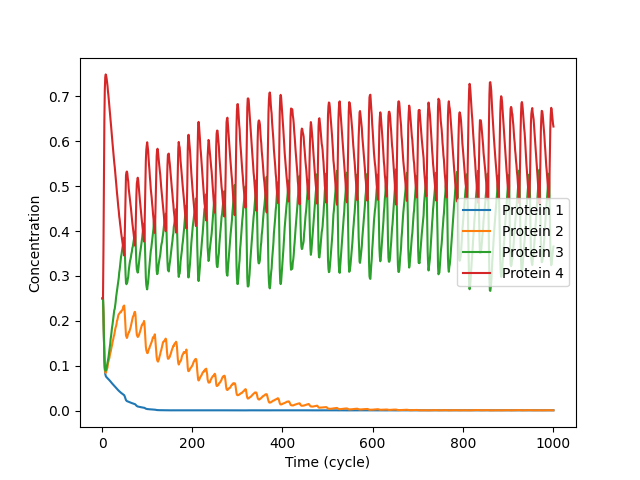 0.7
0.6
0.5
0.4
0.3
0.2
0.1
0.0
Concentration
Protein 1
Protein 2
Protein 3
Protein 4
0 200 400 600 800 1000
Time (cycle)